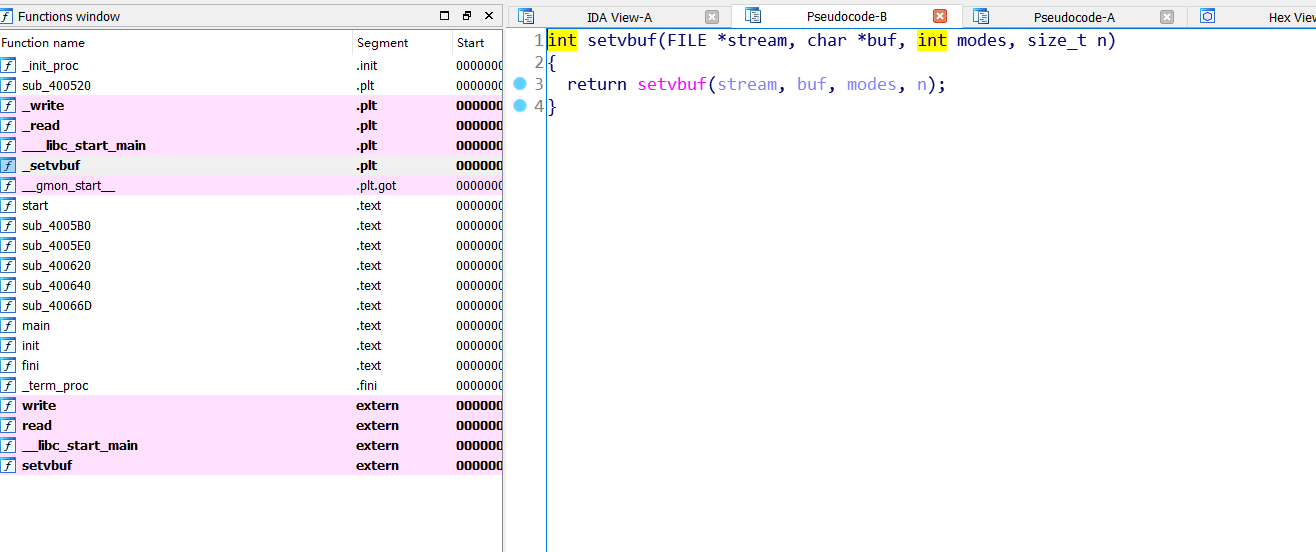 Functions window
Function name Segment Start
_init_proc .init 0000000
sub_400520 .plt 0000000
_write .plt 000000
_read .plt 000000
___libc_start_main .plt 000000
_setvbuf .plt 000000
__gmon_start__ .plt.got 0000000
start .text 0000000
sub_4005B0 .text 0000000
sub_4005E0 .text 0000000
sub_400620 .text 0000000
sub_400640 .text 0000000
sub_40066D .text 0000000
main .text 0000000
init .text 0000000
fini .text 0000000
_term_proc .fini 0000000
write extern 000000
read extern 000000
__libc_start_main extern 000000
setvbuf extern 000000
IDA View-A Pseudocode-B Pseudocode-A Hex View
1 int setvbuf(FILE *stream, char *buf, int modes, size_t n)
2 {
3 return setvbuf(stream, buf, modes, n);
4 }